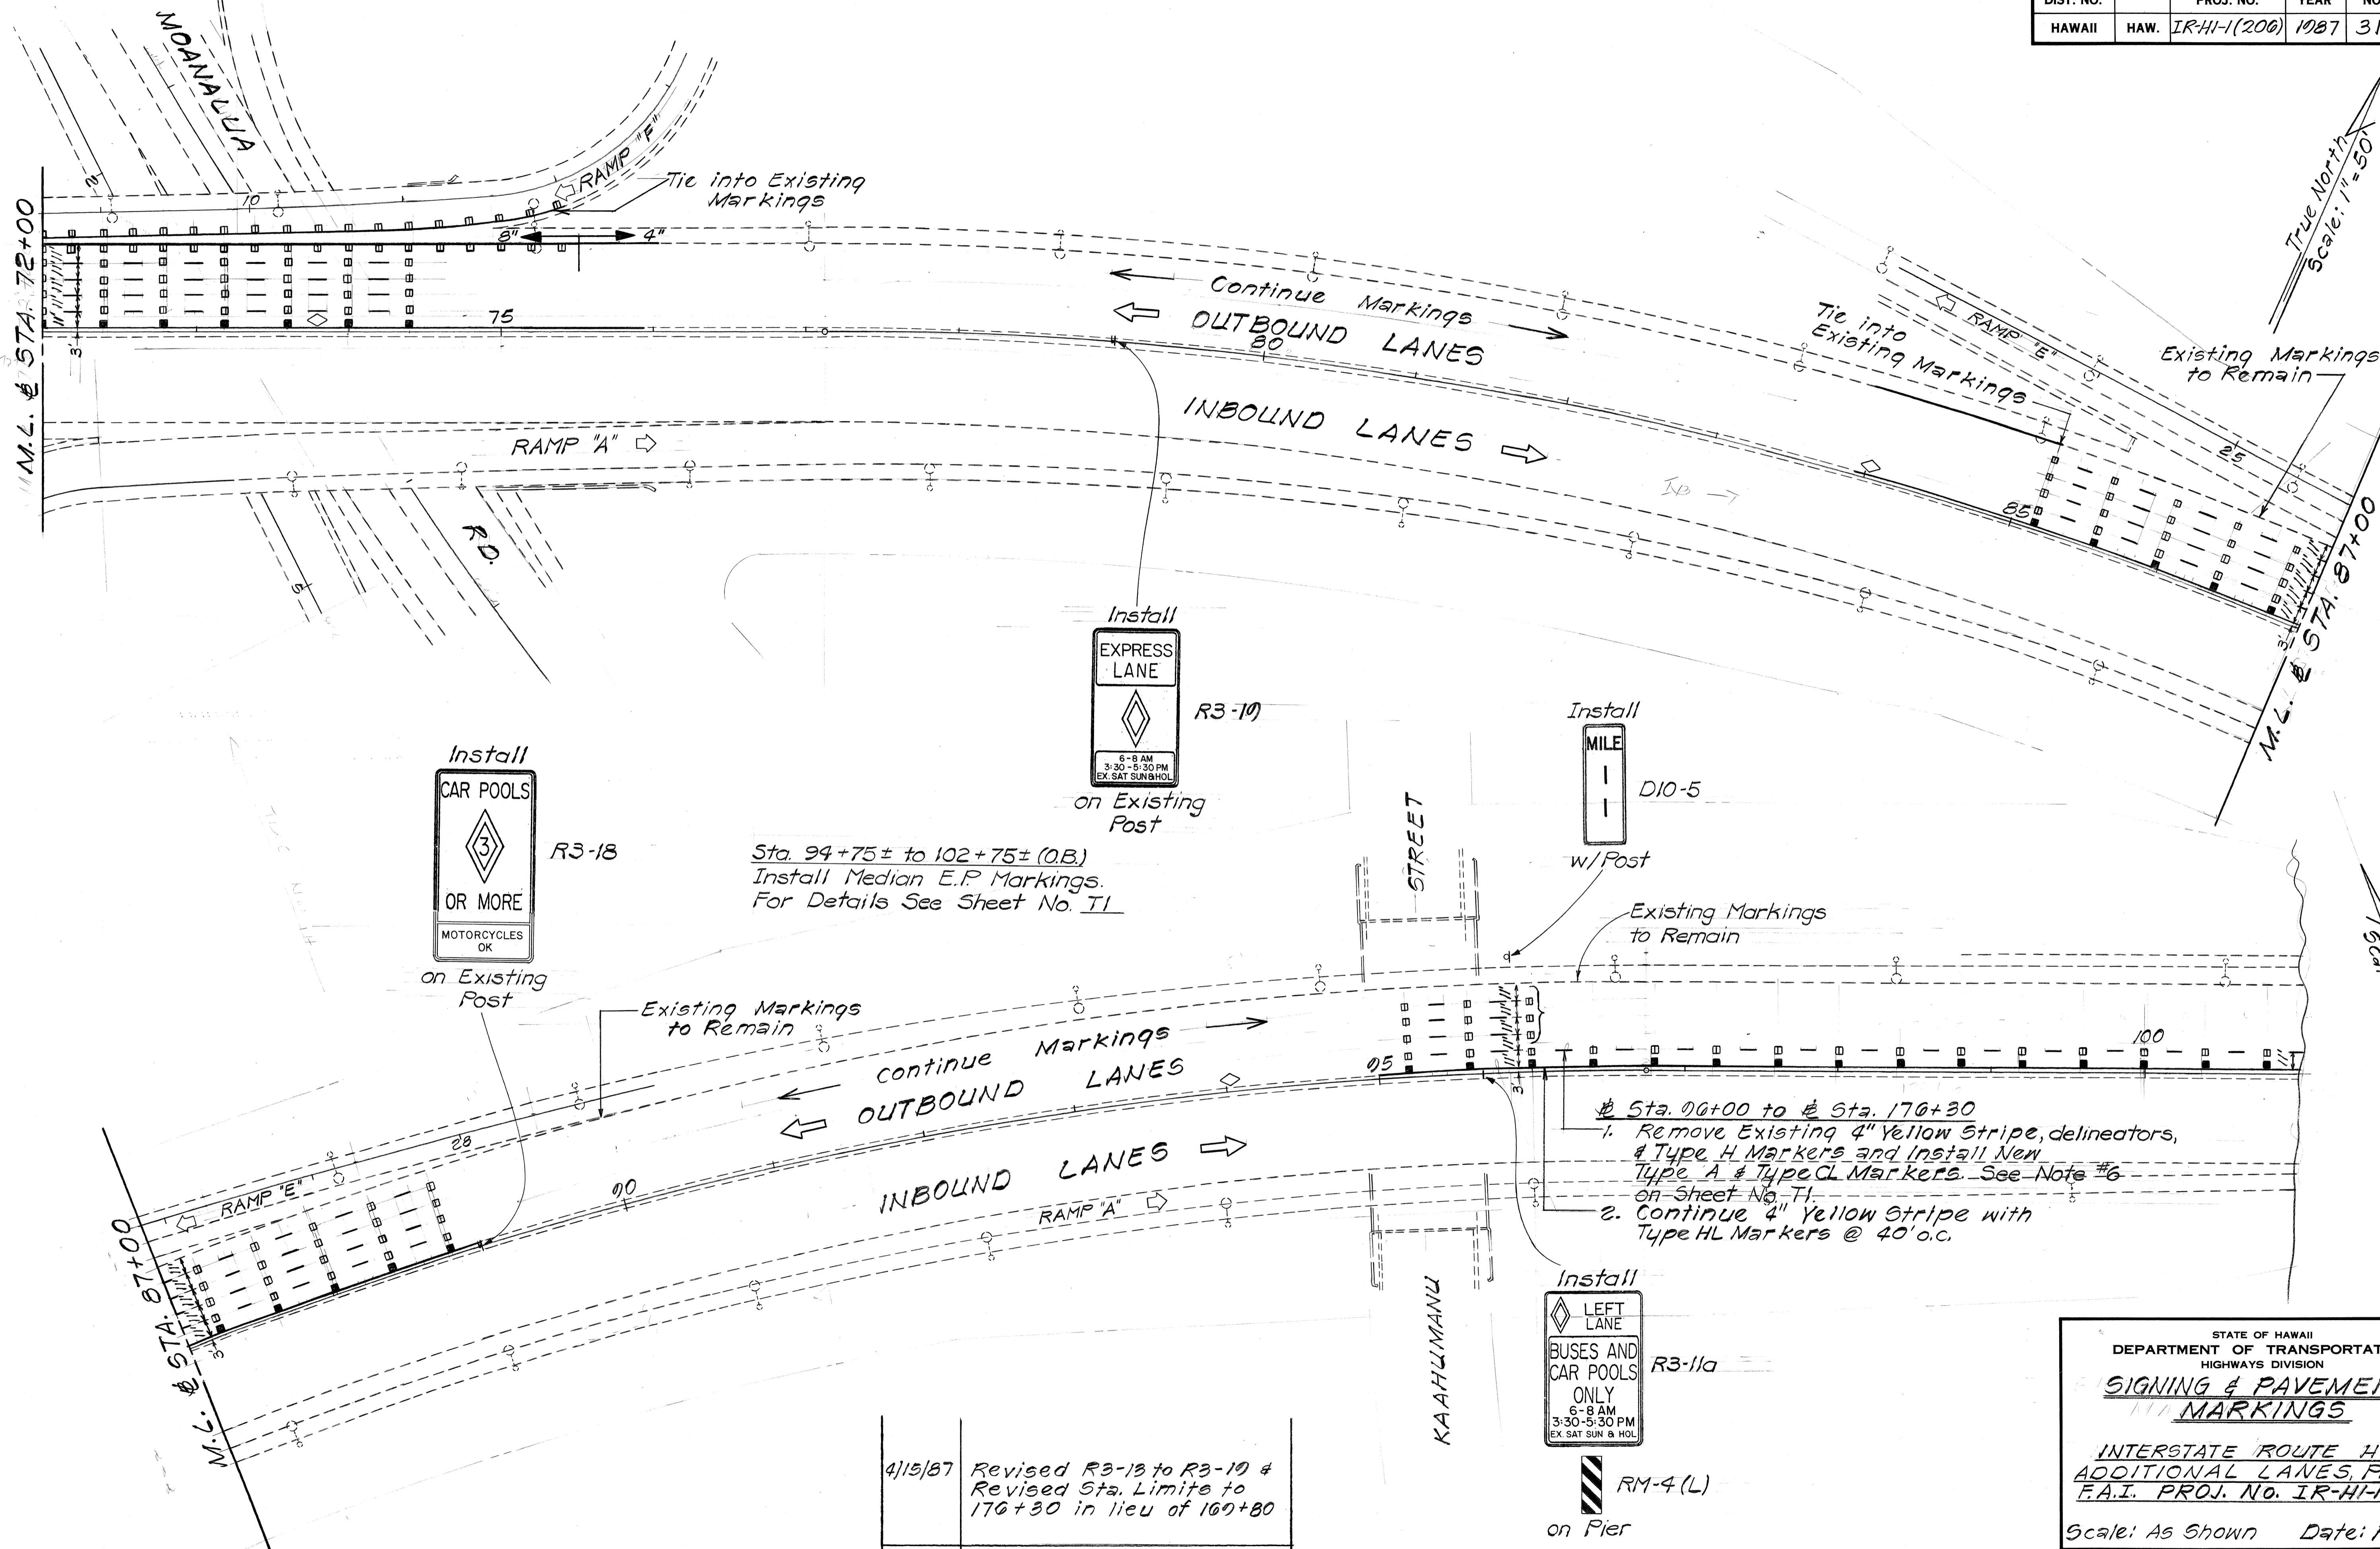 DIST. NO. PROJ. NO. YEAR
HAWAII HAW. IR-H1-1(206) 1987 31
MOANALUA
RAMP "F"
Tie into Existing
Markings
10
8" 4"
M.L. ℄ STA. 72+00
3'
75
True North
Scale: 1"=50'
Continue Markings
OUTBOUND LANES
80
INBOUND LANES
RAMP "A"
RD.
5
Tie into
Existing Markings
RAMP "E"
Existing Markings
to Remain
25
85
3'
M.L. ℄ STA. 87+00
Install
EXPRESS
LANE
6-8 AM
3:30-5:30 PM
EX. SAT SUN & HOL
R3-19
on Existing
Post
Install
CAR POOLS
3
OR MORE
MOTORCYCLES
OK
R3-18
on Existing
Post
Sta. 94+75± to 102+75± (O.B.)
Install Median E.P. Markings.
For Details See Sheet No. T1
Install
MILE
11
D10-5
w/Post
STREET
Existing Markings
to Remain
Existing Markings
to Remain
Continue Markings
OUTBOUND LANES
INBOUND LANES
RAMP "A"
RAMP "E"
28
90
95
100
3'
3'
M.L. ℄ STA. 87+00
℄ Sta. 96+00 to ℄ Sta. 176+30
1. Remove Existing 4" Yellow Stripe, delineators,
& Type H Markers and Install New
Type A & Type CL Markers. See Note #6
on Sheet No. T1.
2. Continue 4" Yellow Stripe with
Type HL Markers @ 40' o.c.
KAAHUMANU
Install
LEFT
LANE
BUSES AND
CAR POOLS
ONLY
6-8 AM
3:30-5:30 PM
EX. SAT SUN & HOL
R3-11a
RM-4 (L)
on Pier
4/15/87 Revised R3-13 to R3-19 &
Revised Sta. Limits to
176+30 in lieu of 169+80
STATE OF HAWAII
DEPARTMENT OF TRANSPORTAT
HIGHWAYS DIVISION
SIGNING & PAVEMEN
MARKINGS
INTERSTATE ROUTE H
ADDITIONAL LANES, P
F.A.I. PROJ. NO. IR-H1-1
Scale: As Shown Date: